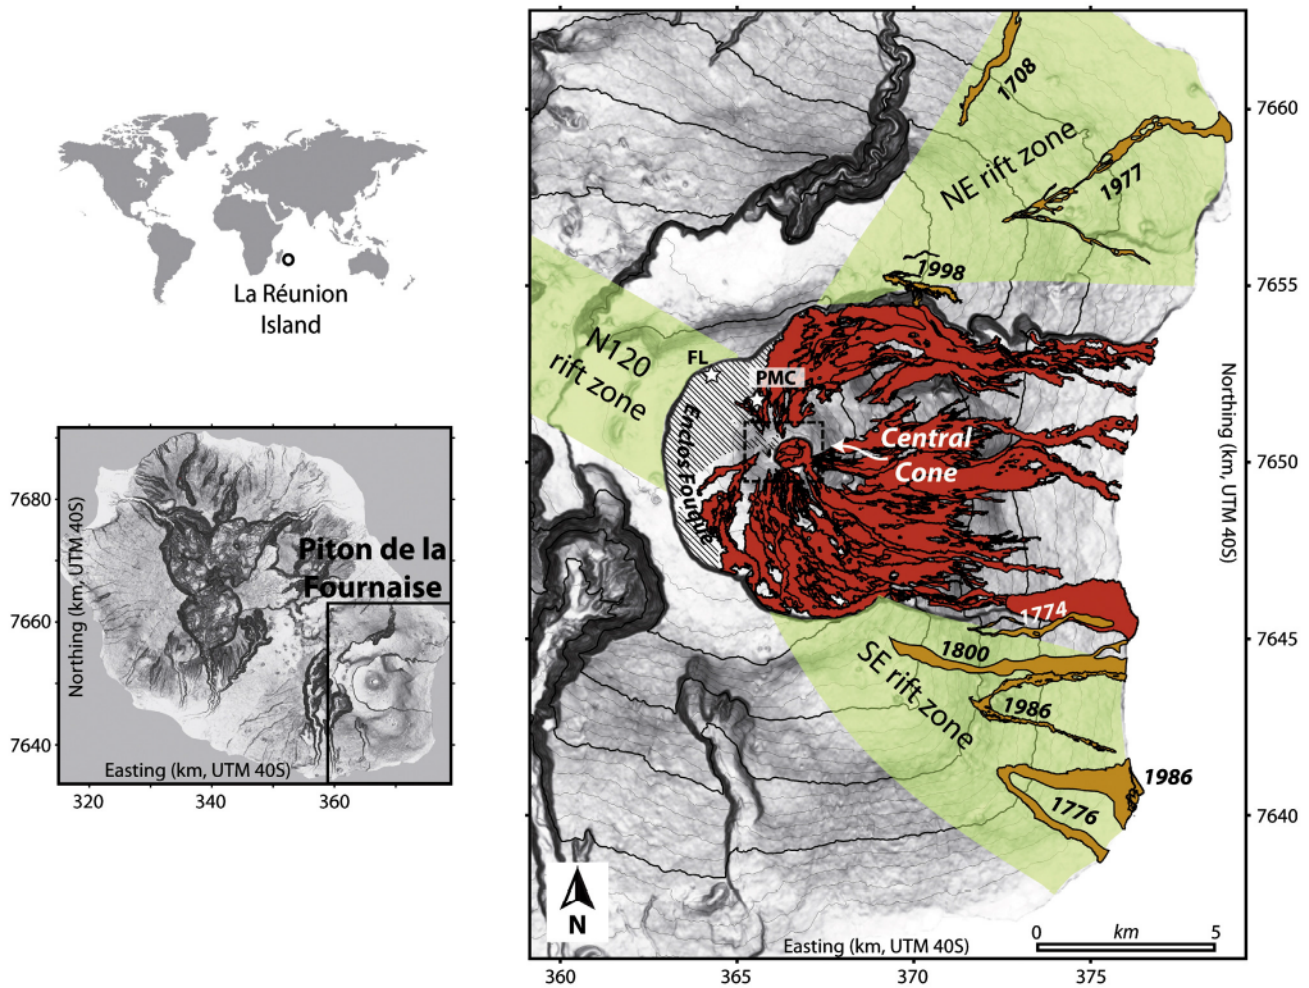 La Réunion
Island
Piton de la
Fournaise
Northing (km, UTM 40S)
7680
7660
7640
Easting (km, UTM 40S)
320
340
360
1708
NE rift zone
1977
1998
N120
rift zone
FL
PMC
Enclos Fouqué
Central
Cone
1774
1800
SE rift zone
1986
1986
1776
N
0
km
5
Easting (km, UTM 40S)
360
365
370
375
7660
7655
7650
7645
7640
Northing (km, UTM 40S)